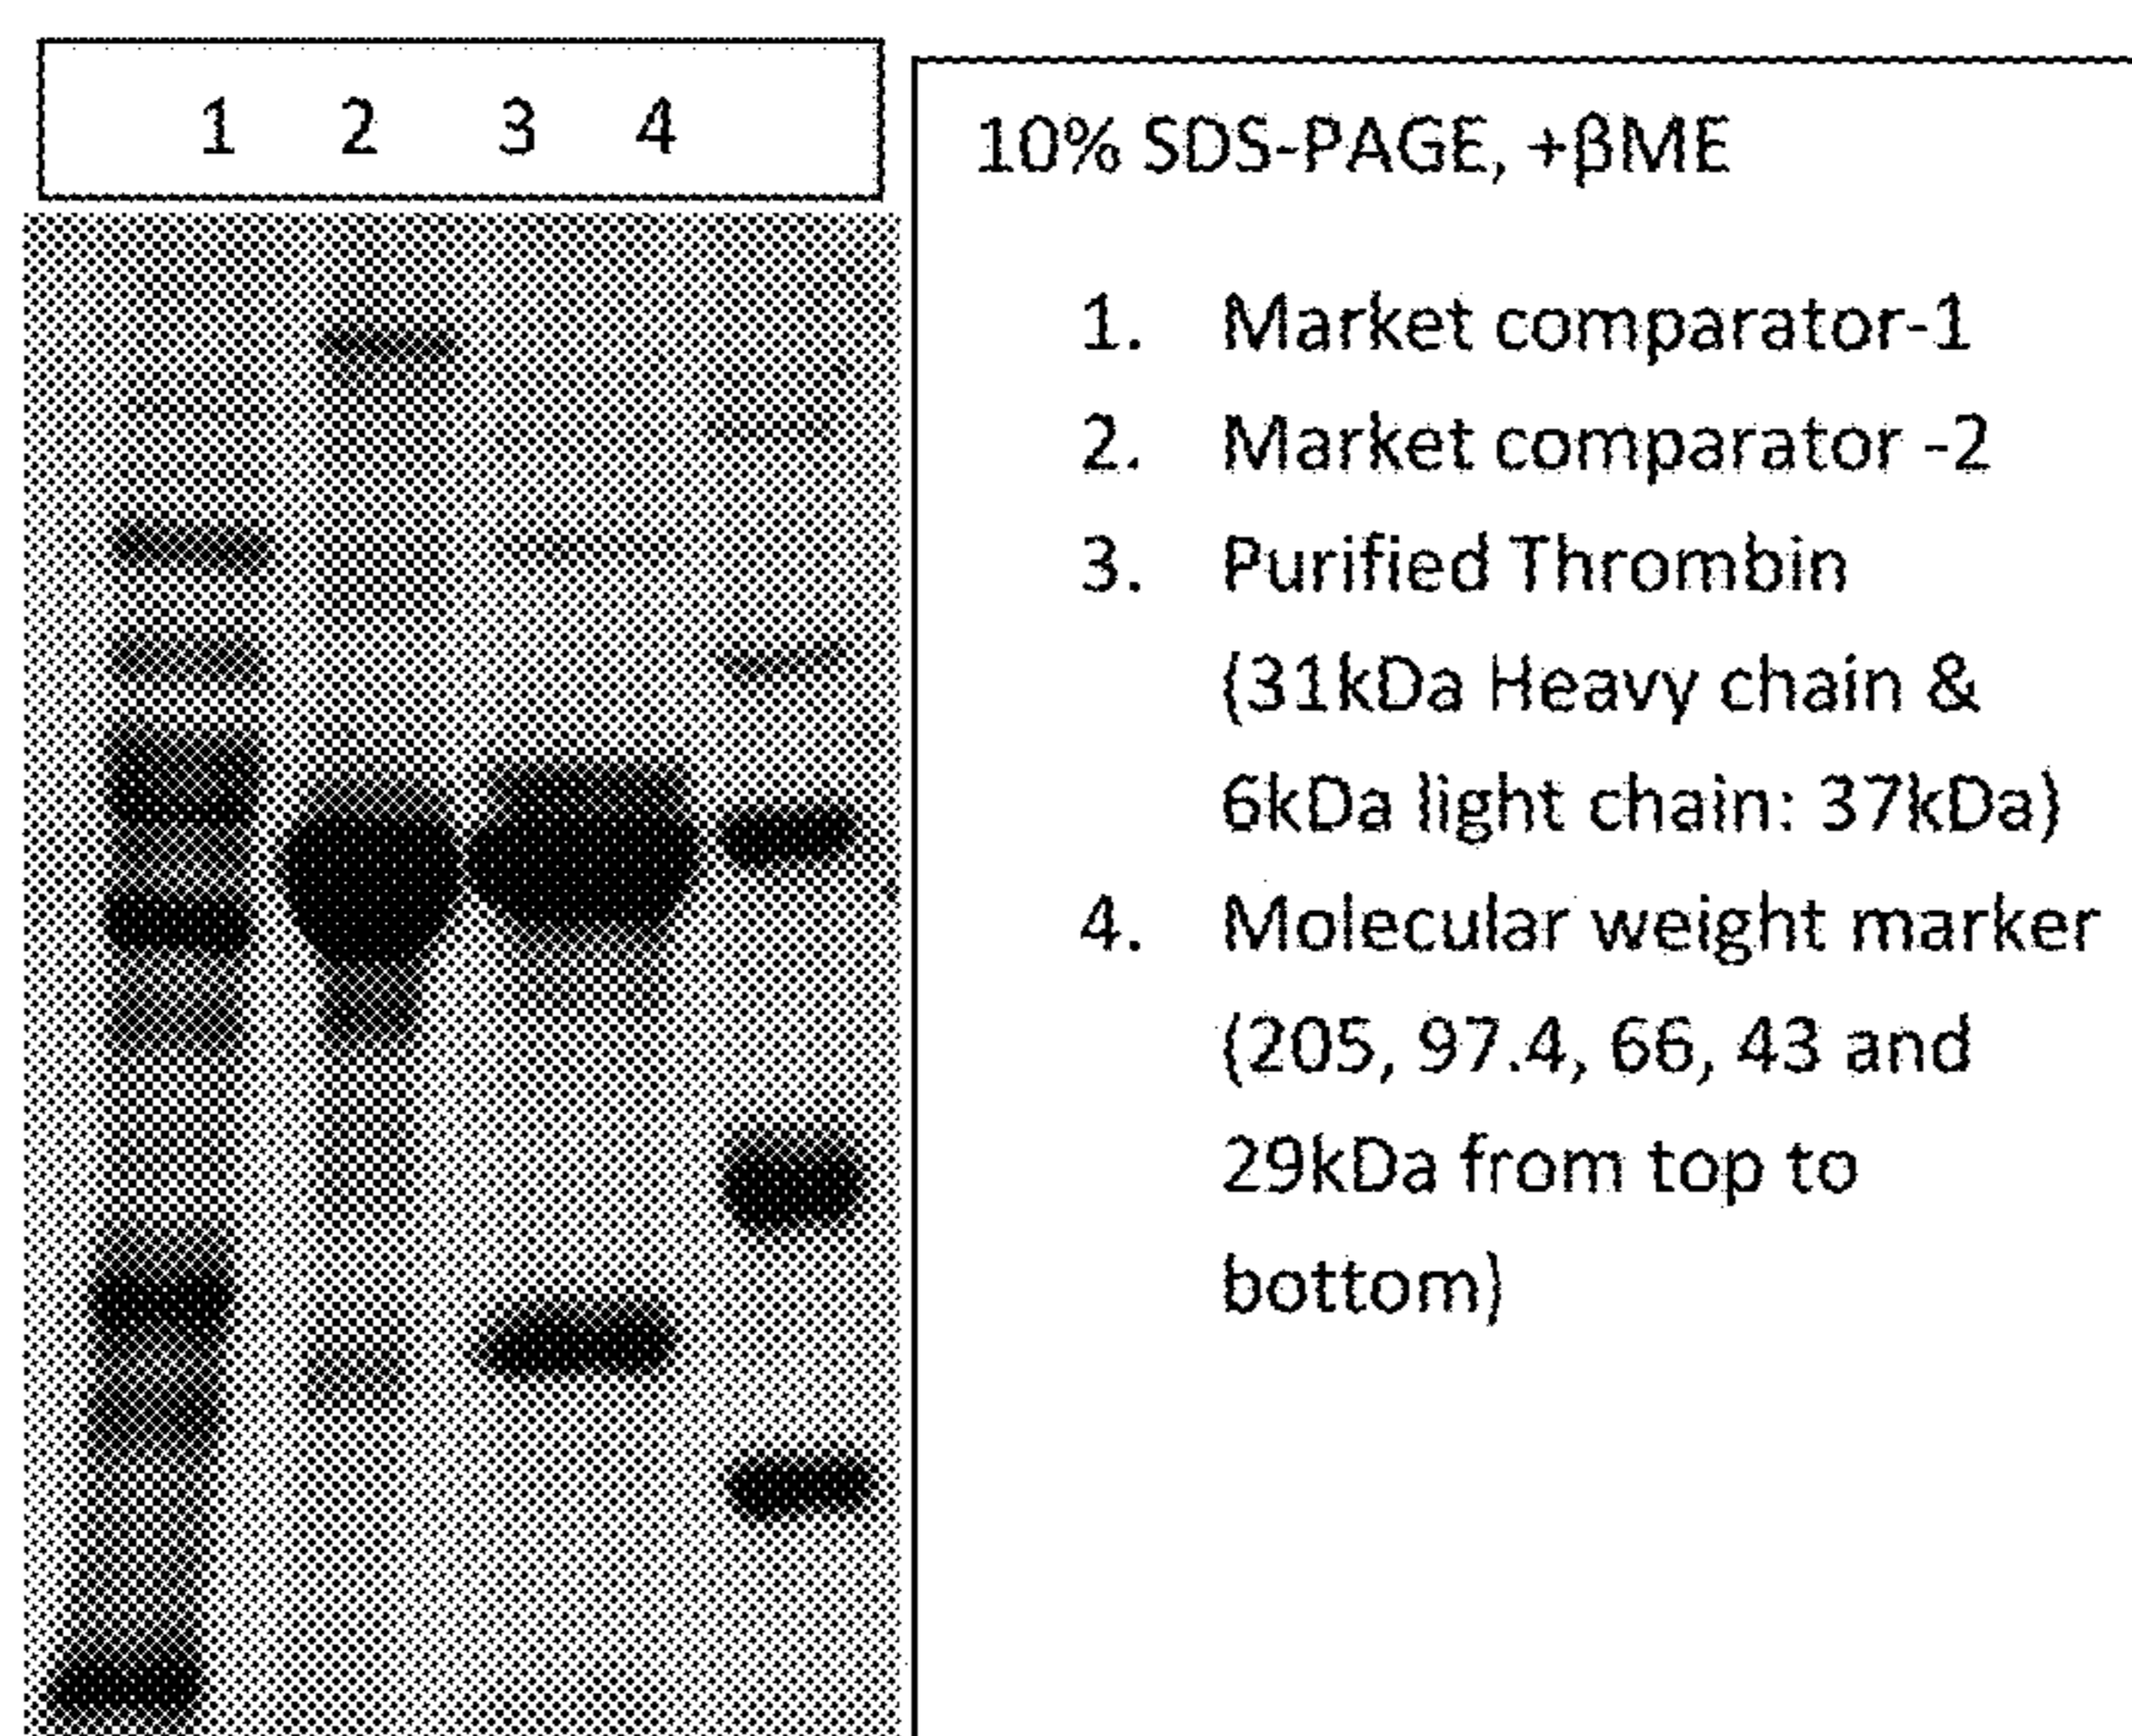 1 2 3 4
10% SDS-PAGE, +βME
1. Market comparator-1
2. Market comparator -2
3. Purified Thrombin
(31kDa Heavy chain &
6kDa light chain: 37kDa)
4. Molecular weight marker
(205, 97.4, 66, 43 and
29kDa from top to
bottom)